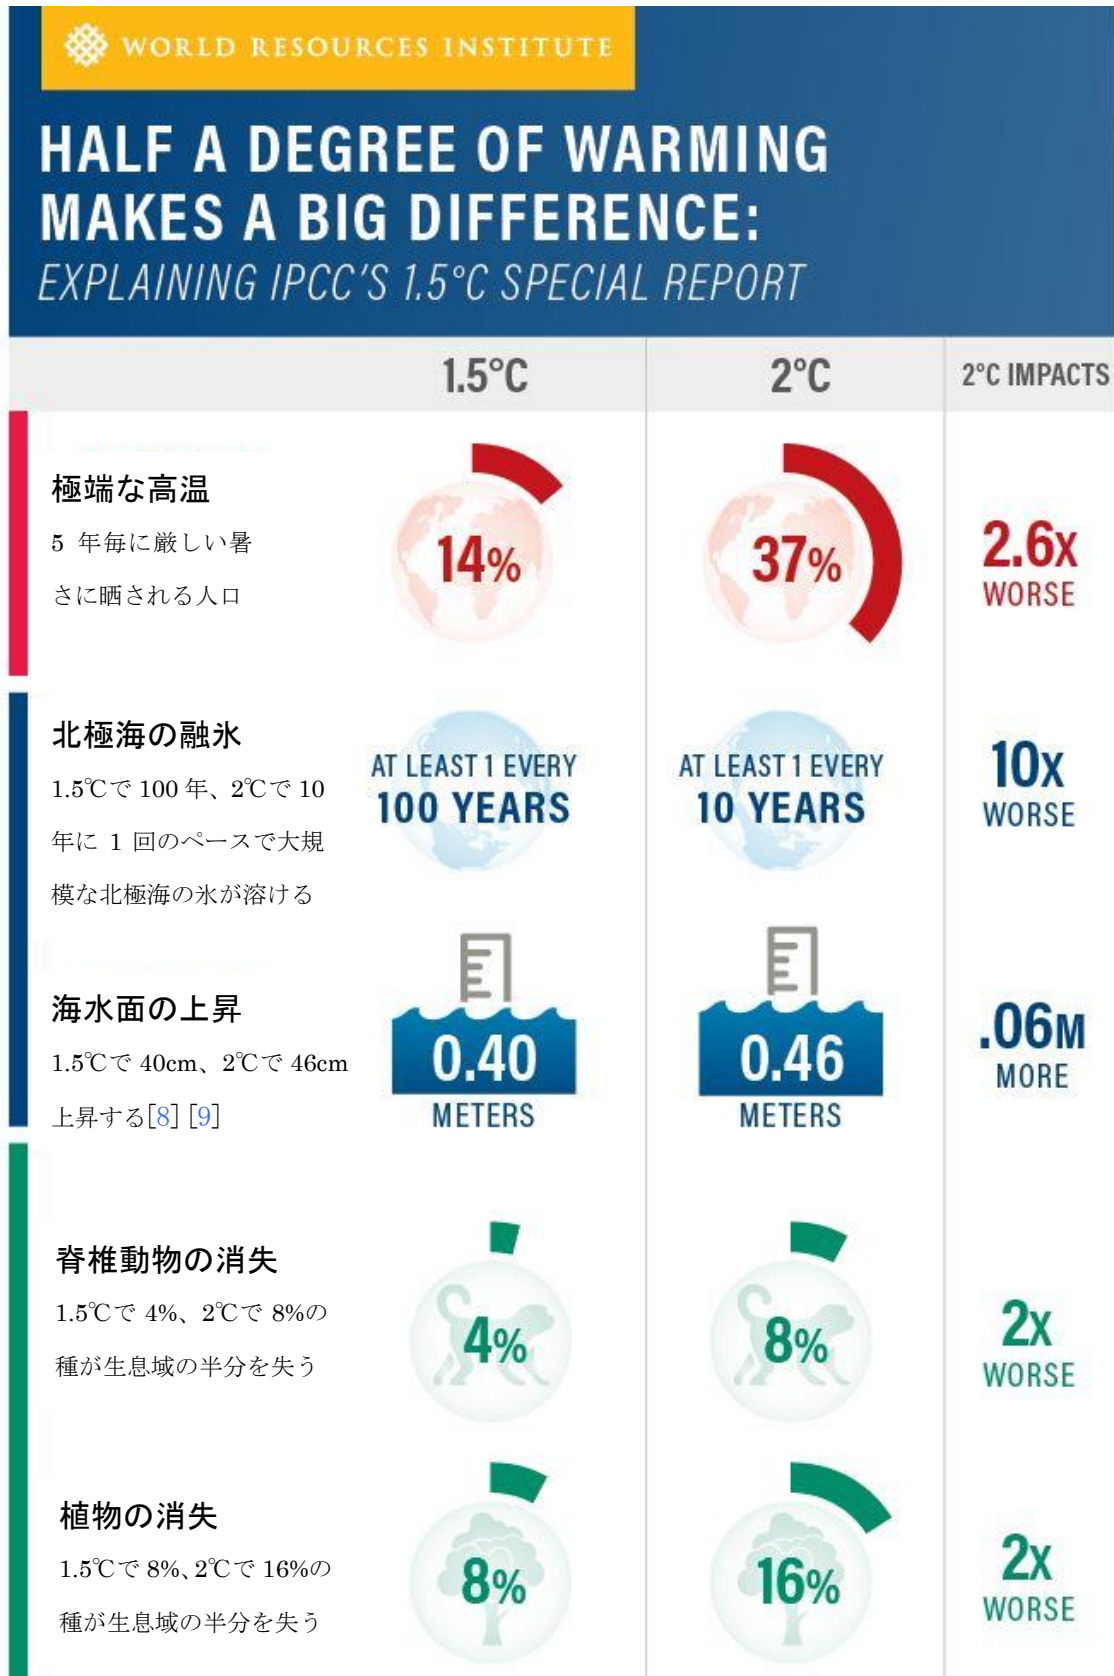 WORLD RESOURCES INSTITUTE
HALF A DEGREE OF WARMING
MAKES A BIG DIFFERENCE:
EXPLAINING IPCC'S 1.5°C SPECIAL REPORT
1.5°C 2°C 2°C IMPACTS
極端な高温
5 年毎に厳しい暑
さに晒される人口
14%
37%
2.6X
WORSE
北極海の融氷
1.5℃で 100 年、2℃で 10
年に 1 回のペースで大規
模な北極海の氷が溶ける
AT LEAST 1 EVERY
100 YEARS
AT LEAST 1 EVERY
10 YEARS
10X
WORSE
海水面の上昇
1.5℃で 40cm、2℃で 46cm
上昇する[8] [9]
0.40
METERS
0.46
METERS
.06M
MORE
脊椎動物の消失
1.5℃で 4%、2℃で 8%の
種が生息域の半分を失う
4%
8%
2X
WORSE
植物の消失
1.5℃で 8%、2℃で 16%の
種が生息域の半分を失う
8%
16%
2X
WORSE